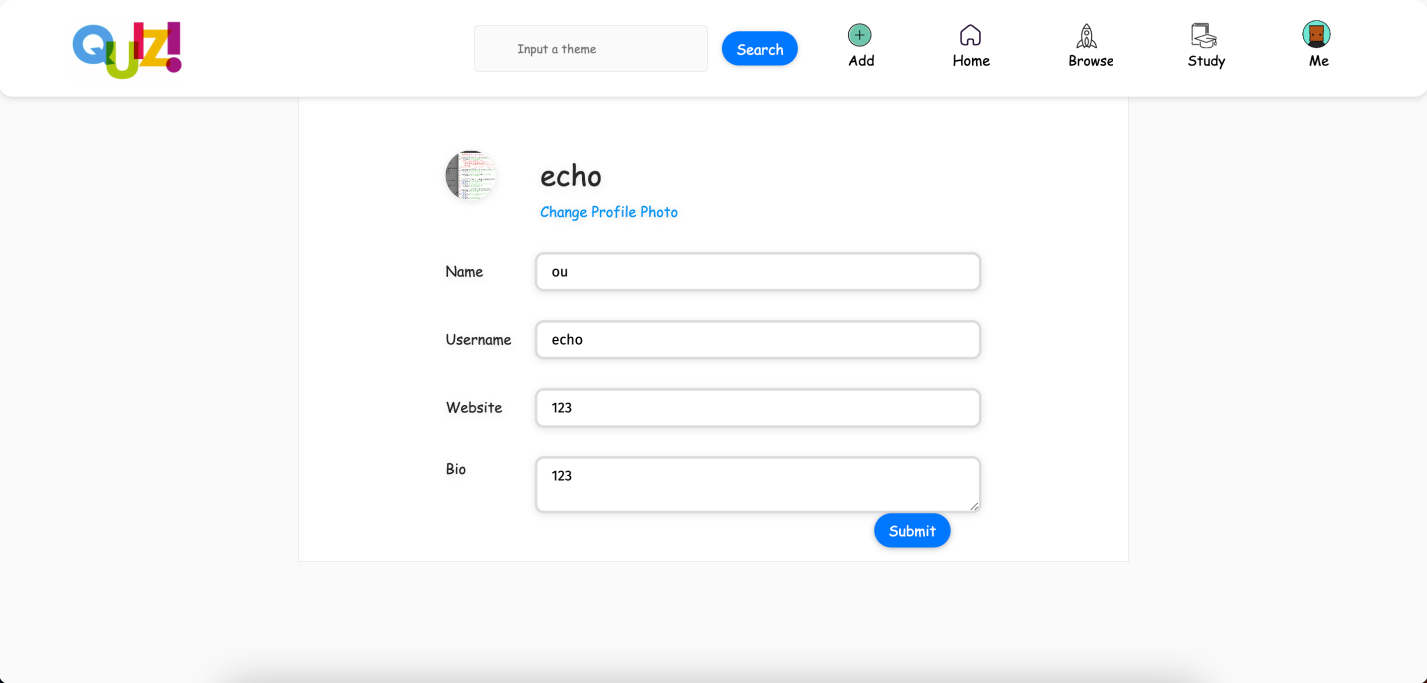 QUIZ!
Input a theme
Search
Add
Home
Browse
Study
Me
echo
Change Profile Photo
Name
ou
Username
echo
Website
123
Bio
123
Submit